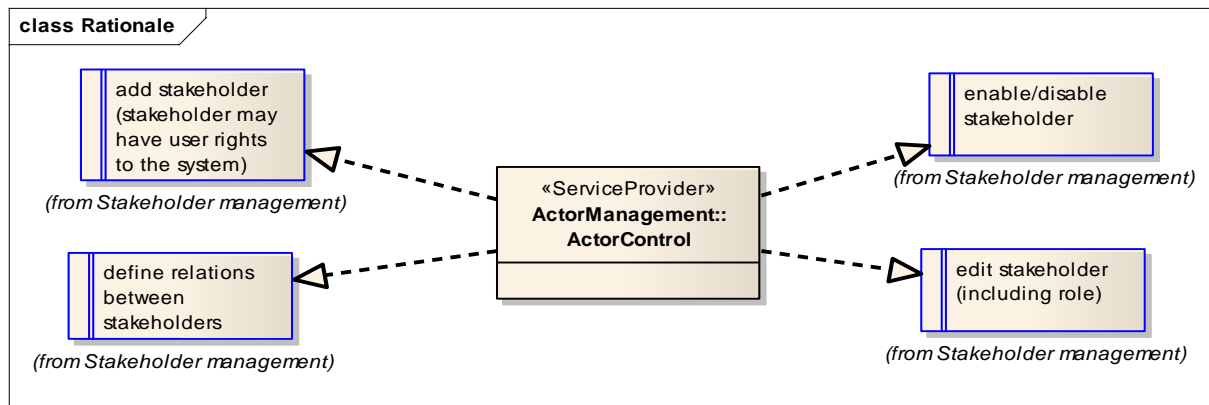 class Rationale
add stakeholder
(stakeholder may
have user rights
to the system)
(from Stakeholder management)
define relations
between
stakeholders
(from Stakeholder management)
«ServiceProvider»
ActorManagement::
ActorControl
enable/disable
stakeholder
(from Stakeholder management)
edit stakeholder
(including role)
(from Stakeholder management)